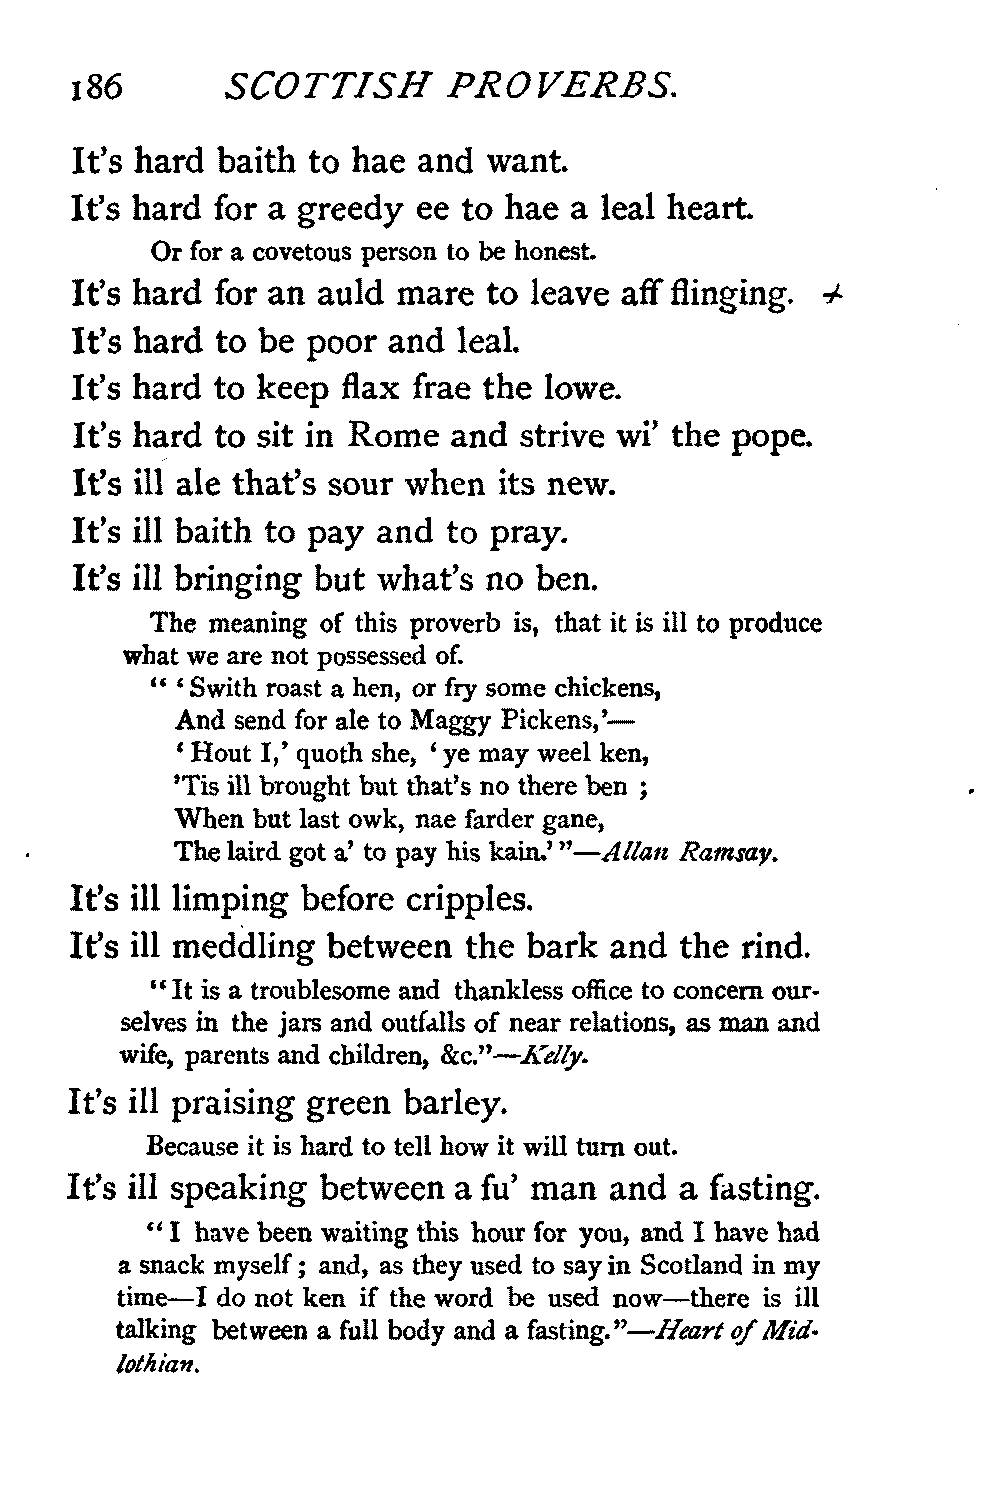 186 SCOTTISH PROVERBS.
It's hard baith to hae and want.
It's hard for a greedy ee to hae a leal heart.
Or for a covetous person to be honest.
It's hard for an auld mare to leave aff flinging.
It's hard to be poor and leal.
It's hard to keep flax frae the lowe.
It's hard to sit in Rome and strive wi' the pope.
It's ill ale that's sour when its new.
It's ill baith to pay and to pray.
It's ill bringing but what's no ben.
The meaning of this proverb is, that it is ill to produce
what we are not possessed of.
“ ‘ Swith roast a hen, or fry some chickens,
And send for ale to Maggy Pickens,’—
‘ Hout I,’ quoth she, ‘ ye may weel ken,
’Tis ill brought but that's no there ben ;
When but last owk, nae farder gane,
The laird got a’ to pay his kain.’ ”—Allan Ramsay.
It's ill limping before cripples.
It's ill meddling between the bark and the rind.
“ It is a troublesome and thankless office to concern our-
selves in the jars and outfalls of near relations, as man and
wife, parents and children, &c.”—Kelly.
It's ill praising green barley.
Because it is hard to tell how it will turn out.
It's ill speaking between a fu’ man and a fasting.
“ I have been waiting this hour for you, and I have had
a snack myself ; and, as they used to say in Scotland in my
time—I do not ken if the word be used now—there is ill
talking between a full body and a fasting.”—Heart of Mid-
lothian.